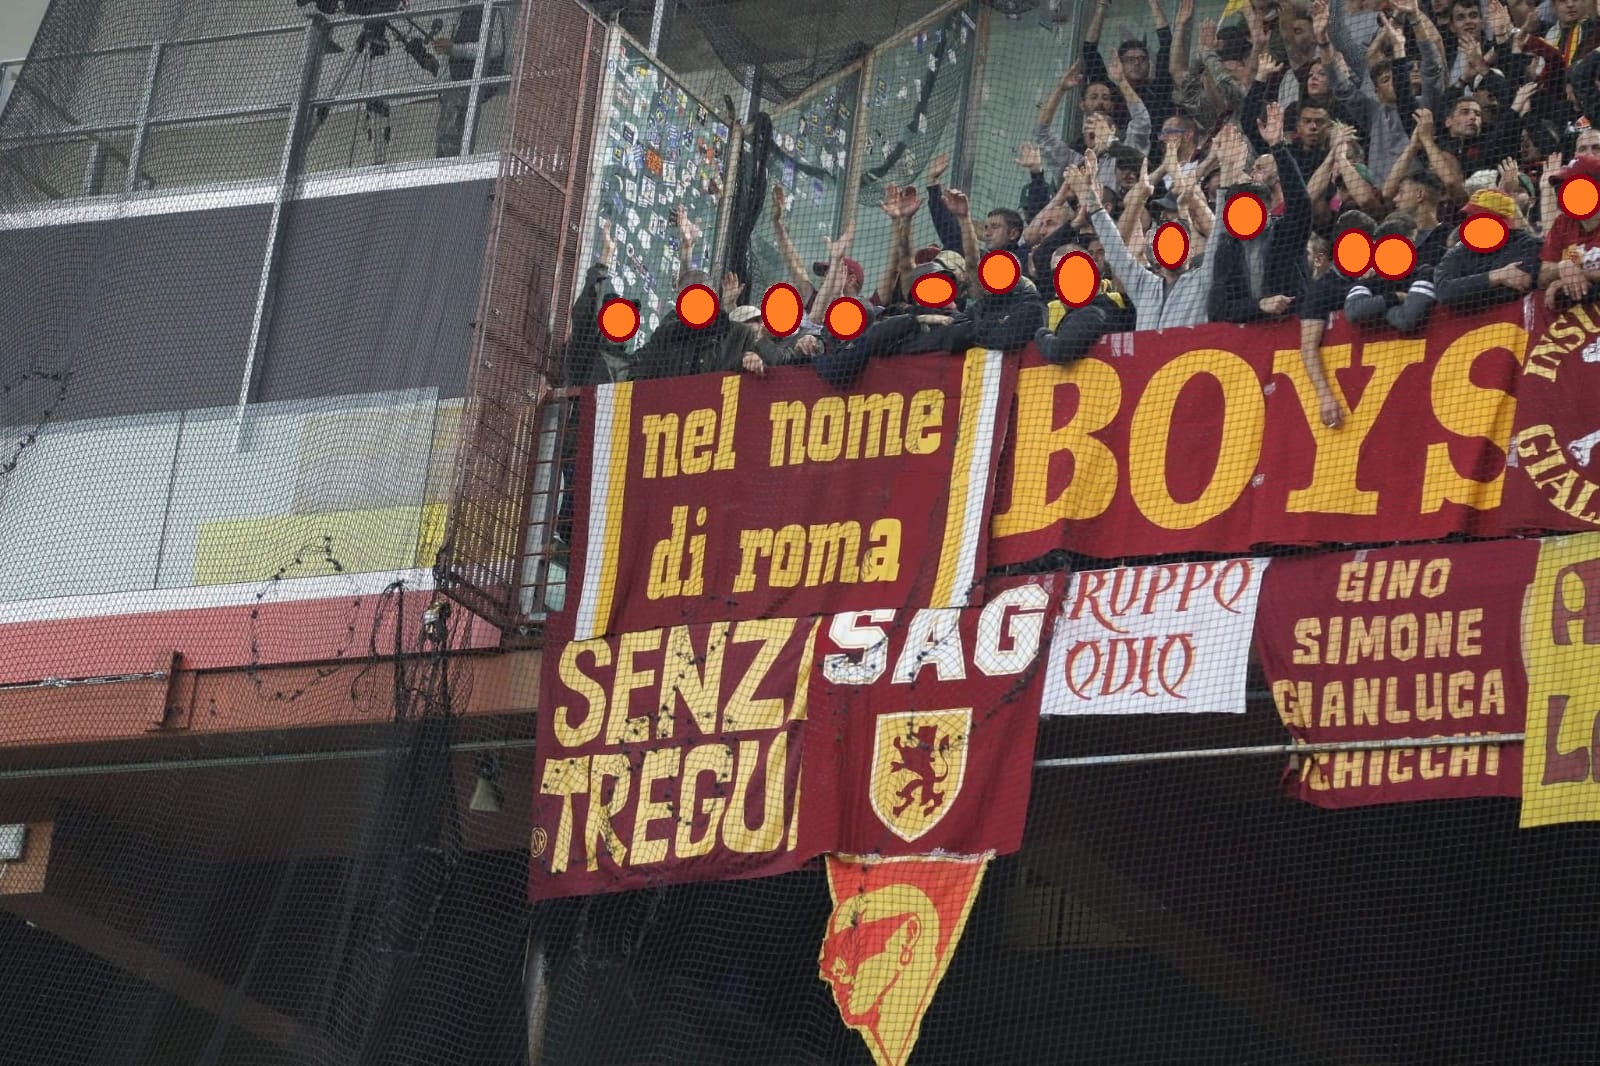 nel nome
di roma
BOYS
SENZ
TREGU
SAG
RUPPO
ODIO
GINO
SIMONE
GIANLUCA
CHICCHI